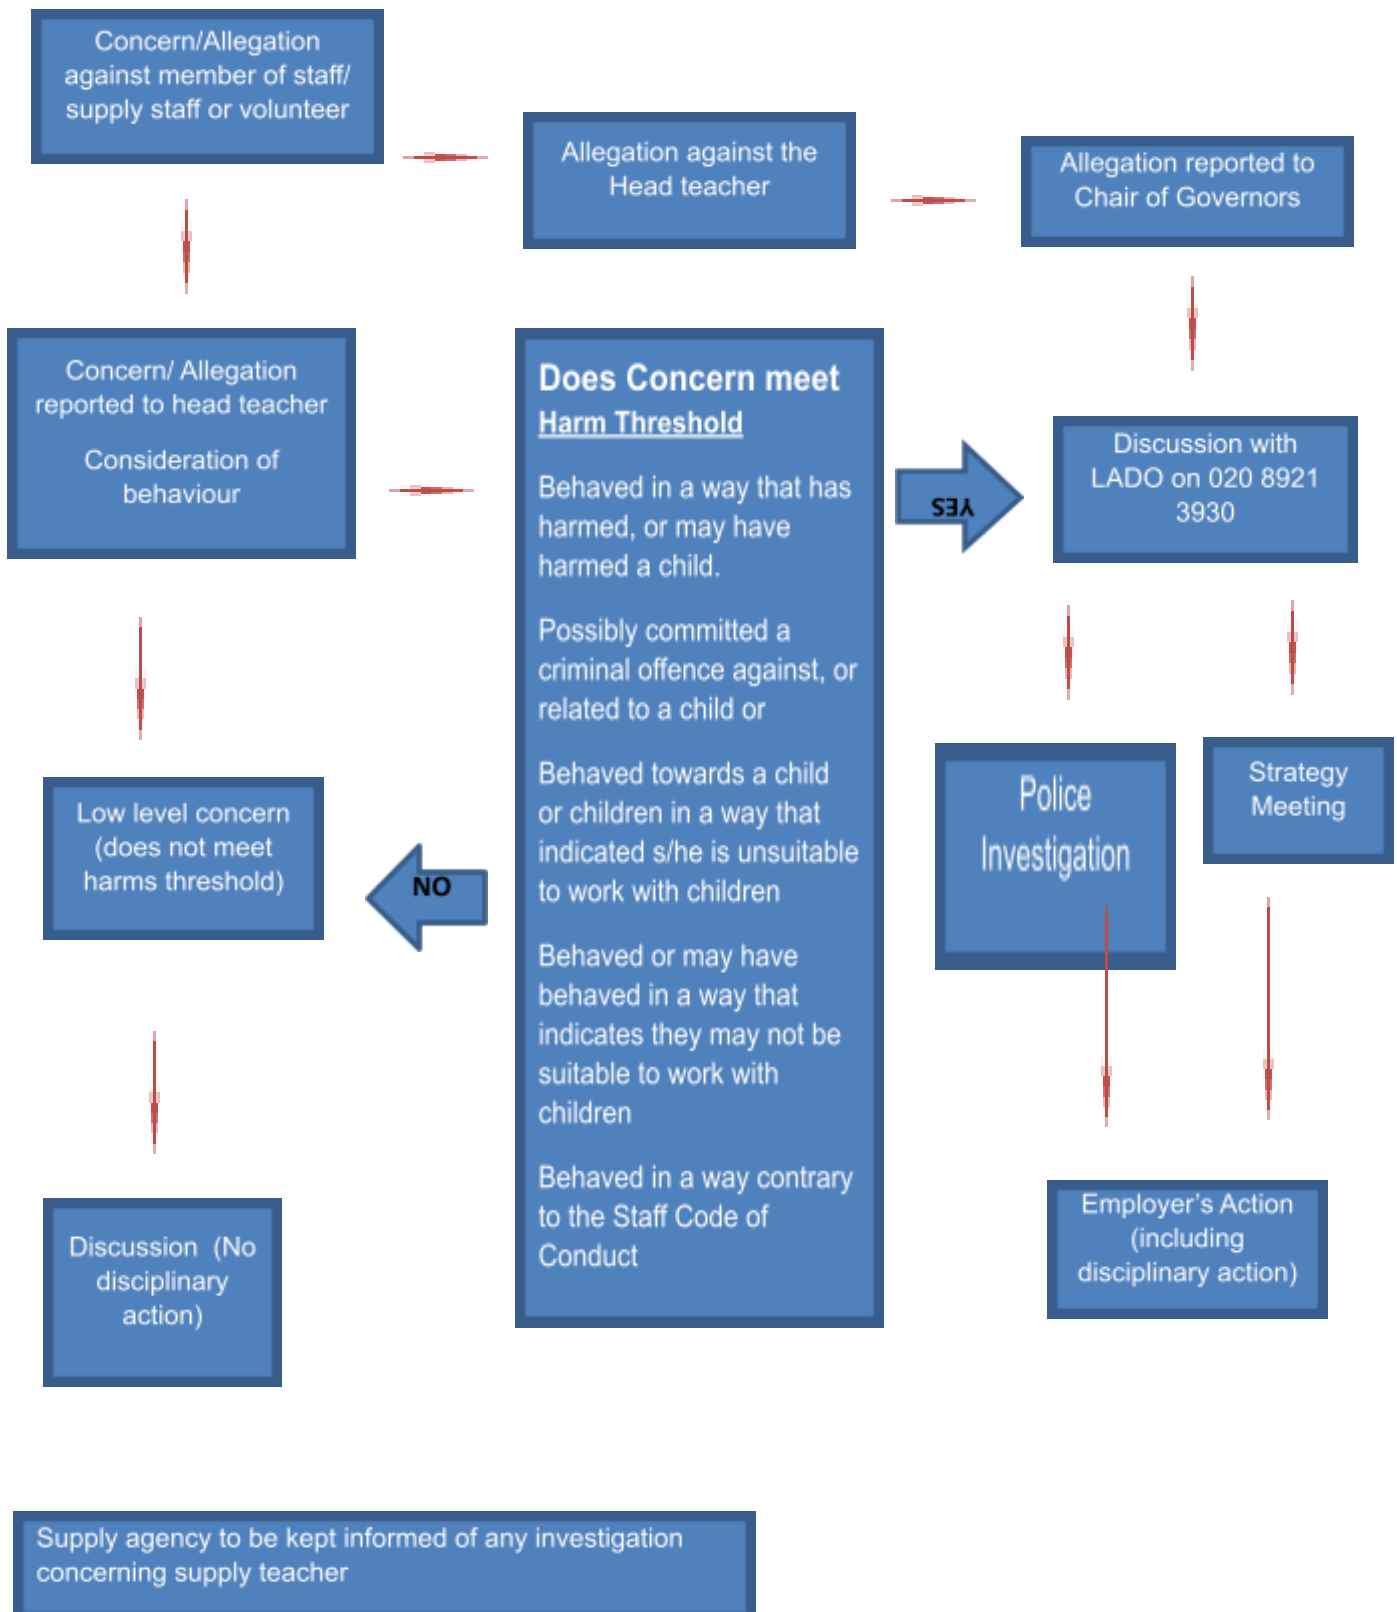 Concern/Allegation
against member of staff/
supply staff or volunteer
Allegation against the
Head teacher
Allegation reported to
Chair of Governors
Concern/ Allegation
reported to head teacher
Consideration of
behaviour
Does Concern meet
Harm Threshold
Behaved in a way that has
harmed, or may have
harmed a child.
Possibly committed a
criminal offence against, or
related to a child or
Behaved towards a child
or children in a way that
indicated s/he is unsuitable
to work with children
Behaved or may have
behaved in a way that
indicates they may not be
suitable to work with
children
Behaved in a way contrary
to the Staff Code of
Conduct
YES
Discussion with
LADO on 020 8921
3930
Low level concern
(does not meet
harms threshold)
NO
Police
Investigation
Strategy
Meeting
Discussion (No
disciplinary
action)
Employer’s Action
(including
disciplinary action)
Supply agency to be kept informed of any investigation
concerning supply teacher